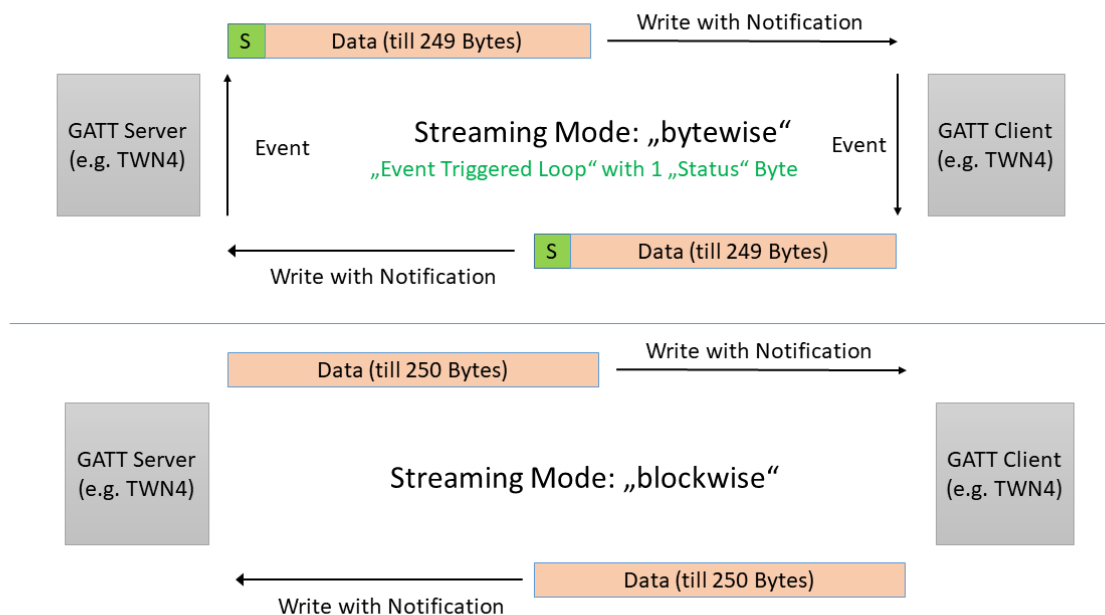 S
Data (till 249 Bytes)
Write with Notification
GATT Server
(e.g. TWN4)
Event
Streaming Mode: „bytewise“
„Event Triggered Loop“ with 1 „Status“ Byte
Event
GATT Client
(e.g. TWN4)
S
Data (till 249 Bytes)
Write with Notification
Data (till 250 Bytes)
Write with Notification
GATT Server
(e.g. TWN4)
Streaming Mode: „blockwise“
GATT Client
(e.g. TWN4)
Data (till 250 Bytes)
Write with Notification